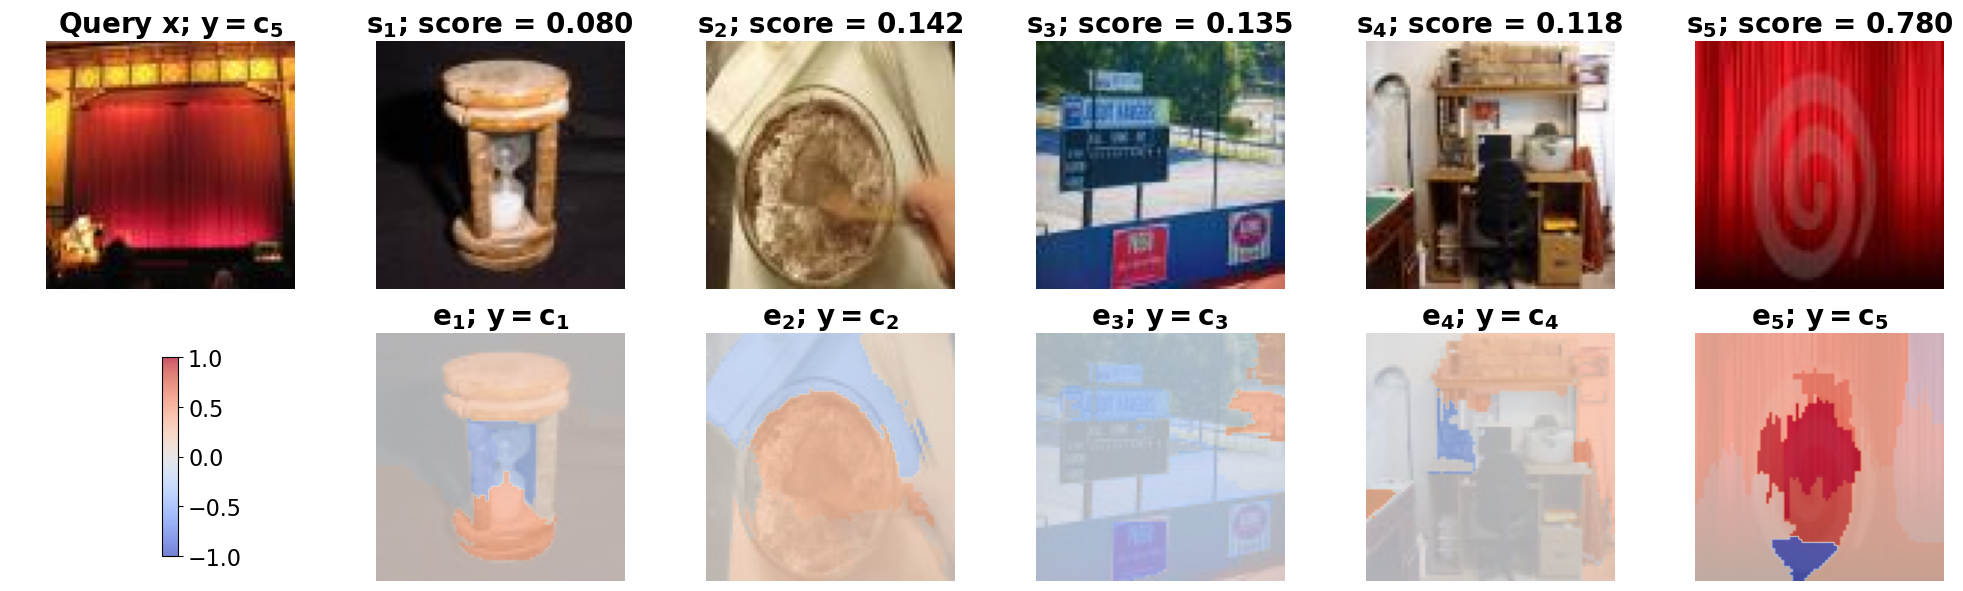 Query x; y = c₅
s₁; score = 0.080
s₂; score = 0.142
s₃; score = 0.135
s₄; score = 0.118
s₅; score = 0.780
e₁; y = c₁
e₂; y = c₂
e₃; y = c₃
e₄; y = c₄
e₅; y = c₅
1.0
0.5
0.0
−0.5
−1.0